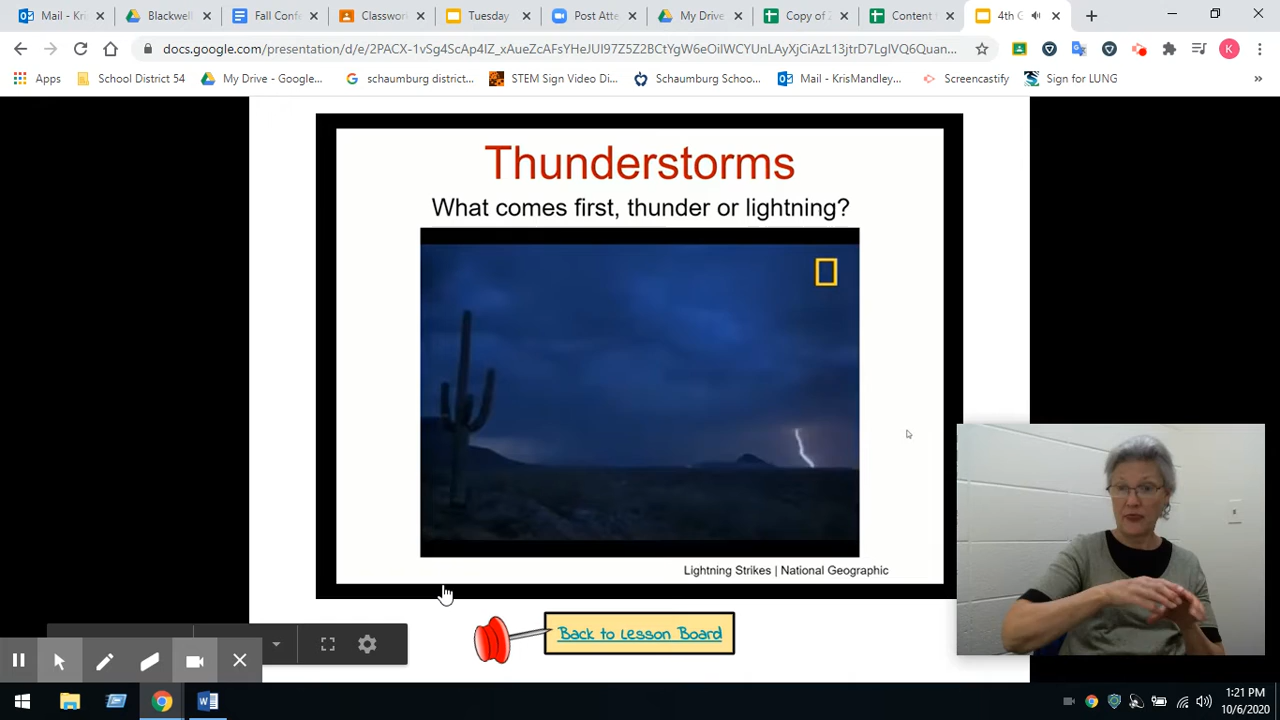 Mail - Kris
Blackwell
Fall Confe
Classwor
Tuesday
Post Atte
My Drive
Copy of
Content
4th G
docs.google.com/presentation/d/e/2PACX-1vSg4ScAp4IZ_xAueZcAFsYHeJUI97Z5Z2BCtYgW6eOItWCYUnLAyXjCiAzL13jtrD7LgIVQ6Quan...
K
Apps
School District 54
My Drive - Google...
schaumburg district...
STEM Sign Video Di...
Schaumburg Schoo...
Mail - KrisMandley...
Screencastify
Sign for LUNG
»
Thunderstorms
What comes first, thunder or lightning?
Lightning Strikes | National Geographic
Back to Lesson Board
1:21 PM
10/6/2020